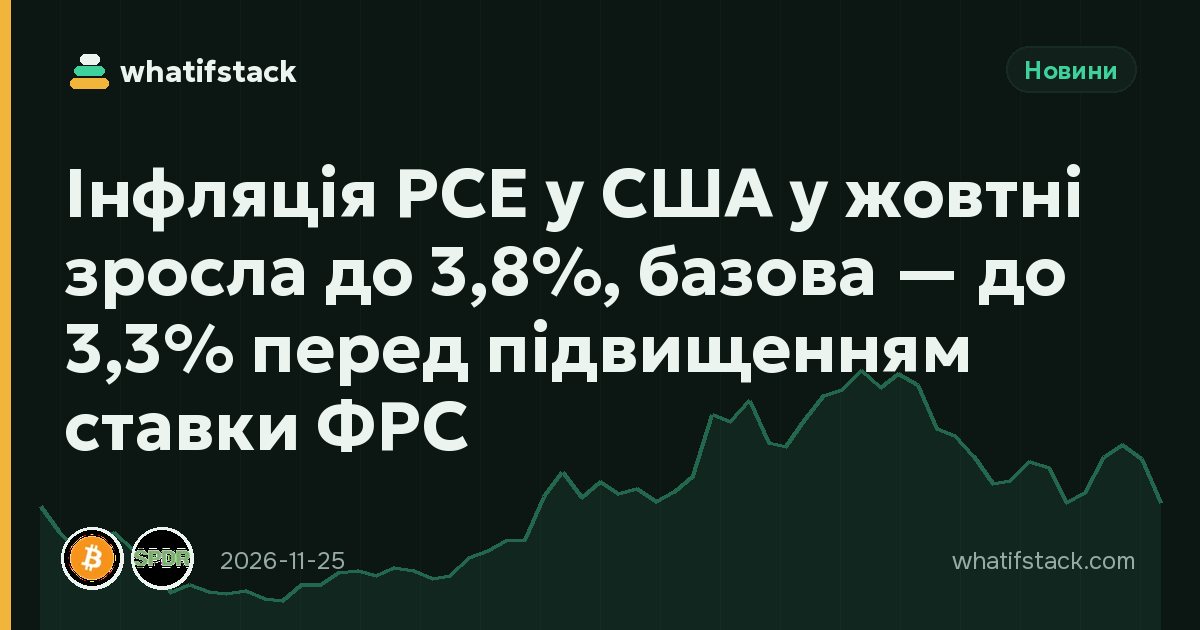 whatifstack
Новини
Інфляція PCE у США у жовтні
зросла до 3,8%, базова — до
3,3% перед підвищенням
ставки ФРС
SPDR
2026-11-25
whatifstack.com